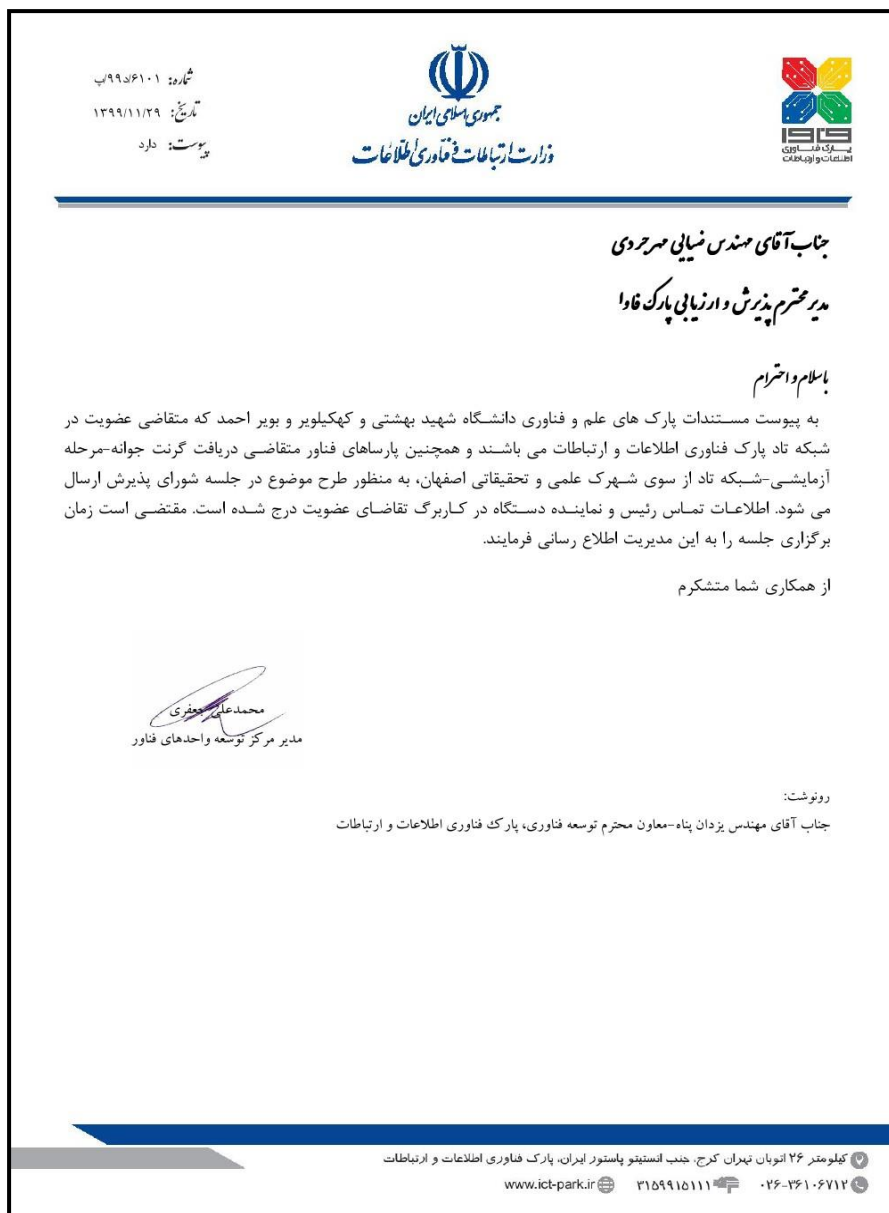 شماره: ۶۱۰۱/د/۹۹/پ
تاریخ: ۱۳۹۹/۱۱/۲۹
پیوست: دارد
جمهوری اسلامی ایران
وزارت ارتباطات و فناوری اطلاعات
فاوا
پارک فناوری
اطلاعات و ارتباطات
جناب آقای مهندس ضیایی مهرجردی
مدیر محترم پذیرش و ارزیابی پارک فاوا
باسلام و احترام
به پیوست مستندات پارک های علم و فناوری دانشگاه شهید بهشتی و کهکیلویر و بویر احمد که متقاضی عضویت در
شبکه تاد پارک فناوری اطلاعات و ارتباطات می باشند و همچنین پارساهای فناور متقاضی دریافت گرنت جوانه-مرحله
آزمایشی-شبکه تاد از سوی شهرک علمی و تحقیقاتی اصفهان، به منظور طرح موضوع در جلسه شورای پذیرش ارسال
می شود. اطلاعات تماس رئیس و نماینده دستگاه در کاربرگ تقاضای عضویت درج شده است. مقتضی است زمان
برگزاری جلسه را به این مدیریت اطلاع رسانی فرمایند.
از همکاری شما متشکرم
محمدعلی جعفری
مدیر مرکز توسعه واحدهای فناور
رونوشت:
جناب آقای مهندس یزدان پناه-معاون محترم توسعه فناوری، پارک فناوری اطلاعات و ارتباطات
کیلومتر ۲۶ اتوبان تهران کرج، جنب انستیتو پاستور ایران، پارک فناوری اطلاعات و ارتباطات
۰۲۶-۳۶۱۰۶۷۱۲ ۳۱۵۹۹۱۵۱۱۱ www.ict-park.ir